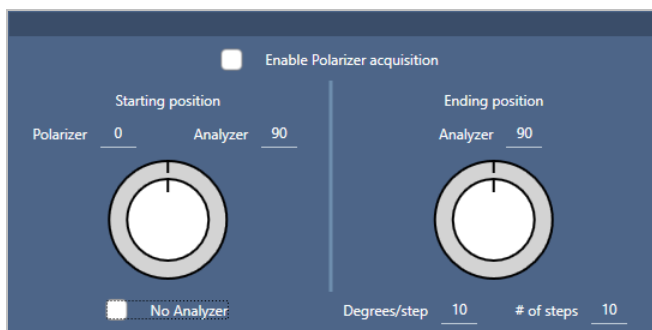 Enable Polarizer acquisition
Starting position
Ending position
Polarizer 0 Analyzer 90
Analyzer 90
No Analyzer
Degrees/step 10 # of steps 10